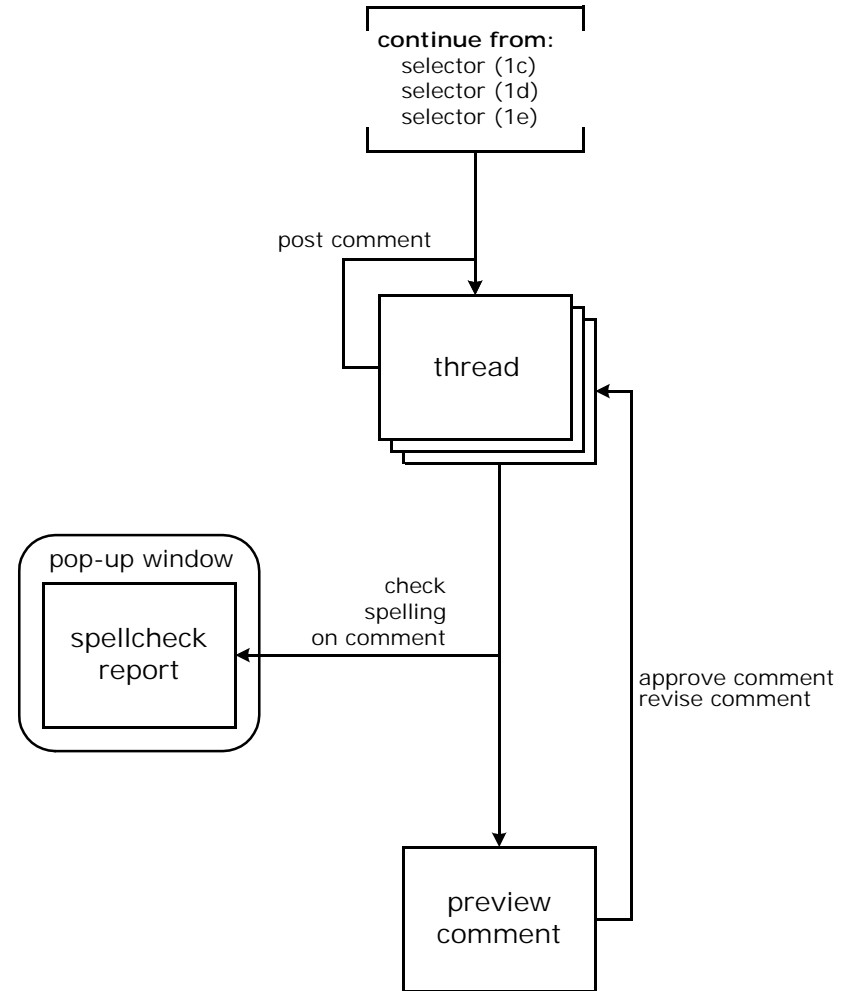 continue from:
selector (1c)
selector (1d)
selector (1e)
post comment
thread
pop-up window
spellcheck
report
check
spelling
on comment
approve comment
revise comment
preview
comment